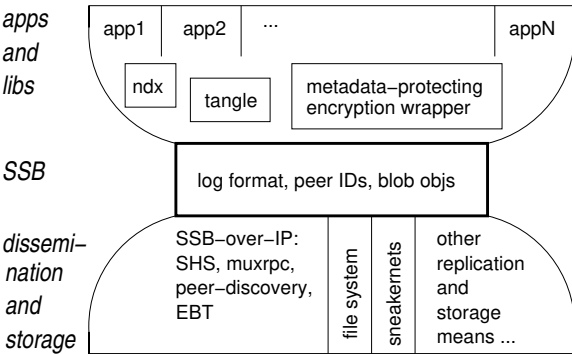 apps
and
libs
app1
app2
...
appN
ndx
tangle
metadata−protecting
encryption wrapper
SSB
log format, peer IDs, blob objs
dissemi−
nation
and
storage
SSB−over−IP:
SHS, muxrpc,
peer−discovery,
EBT
file system
sneakernets
other
replication
and
storage
means ...